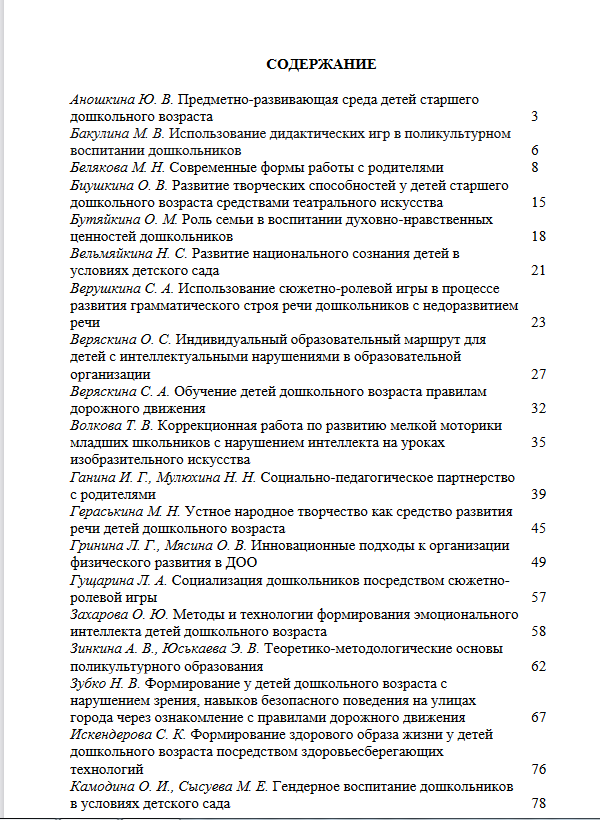 СОДЕРЖАНИЕ
Аношкина Ю. В. Предметно-развивающая среда детей старшего
дошкольного возраста 3
Бакулина М. В. Использование дидактических игр в поликультурном
воспитании дошкольников 6
Белякова М. Н. Современные формы работы с родителями 8
Биушкина О. В. Развитие творческих способностей у детей старшего
дошкольного возраста средствами театрального искусства 15
Бутяйкина О. М. Роль семьи в воспитании духовно-нравственных
ценностей дошкольников 18
Вельмяйкина Н. С. Развитие национального сознания детей в
условиях детского сада 21
Верушкина С. А. Использование сюжетно-ролевой игры в процессе
развития грамматического строя речи дошкольников с недоразвитием
речи 23
Веряскина О. С. Индивидуальный образовательный маршрут для
детей с интеллектуальными нарушениями в образовательной
организации 27
Веряскина С. А. Обучение детей дошкольного возраста правилам
дорожного движения 32
Волкова Т. В. Коррекционная работа по развитию мелкой моторики
младших школьников с нарушением интеллекта на уроках 35
изобразительного искусства
Ганина И. Г., Мулюхина Н. Н. Социально-педагогическое партнерство
с родителями 39
Гераськина М. Н. Устное народное творчество как средство развития
речи детей дошкольного возраста 45
Гринина Л. Г., Мясина О. В. Инновационные подходы к организации
физического развития в ДОО 49
Гущарина Л. А. Социализация дошкольников посредством сюжетно-
ролевой игры 57
Захарова О. Ю. Методы и технологии формирования эмоционального
интеллекта детей дошкольного возраста 58
Зинкина А. В., Юськаева Э. В. Теоретико-методологические основы
поликультурного образования 62
Зубко Н. В. Формирование у детей дошкольного возраста с
нарушением зрения, навыков безопасного поведения на улицах
города через ознакомление с правилами дорожного движения 67
Искендерова С. К. Формирование здорового образа жизни у детей
дошкольного возраста посредством здоровьесберегающих
технологий 76
Камодина О. И., Сысуева М. Е. Гендерное воспитание дошкольников
в условиях детского сада 78